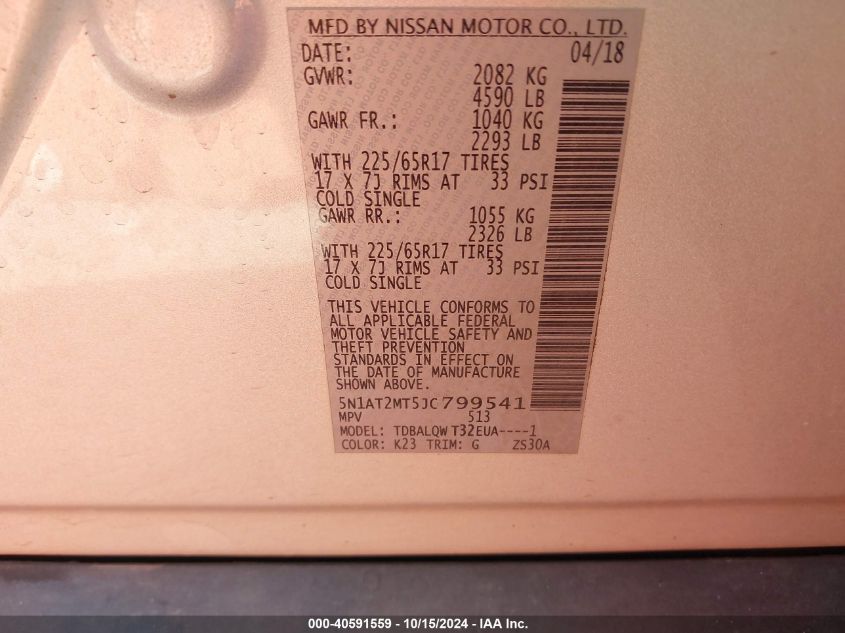 MFD BY NISSAN MOTOR CO., LTD.
DATE: 04/18
GVWR: 2082 KG
4590 LB
GAWR FR.: 1040 KG
2293 LB
WITH 225/65R17 TIRES
17 X 7J RIMS AT 33 PSI
COLD SINGLE
GAWR RR.: 1055 KG
2326 LB
WITH 225/65R17 TIRES
17 X 7J RIMS AT 33 PSI
COLD SINGLE
THIS VEHICLE CONFORMS TO
ALL APPLICABLE FEDERAL
MOTOR VEHICLE SAFETY AND
THEFT PREVENTION
STANDARDS IN EFFECT ON
THE DATE OF MANUFACTURE
SHOWN ABOVE.
5N1AT2MT5JC799541
MPV 513
MODEL: TDBALQW T32EUA----1
COLOR: K23 TRIM: G ZS30A
000-40591559 - 10/15/2024 - IAA Inc.